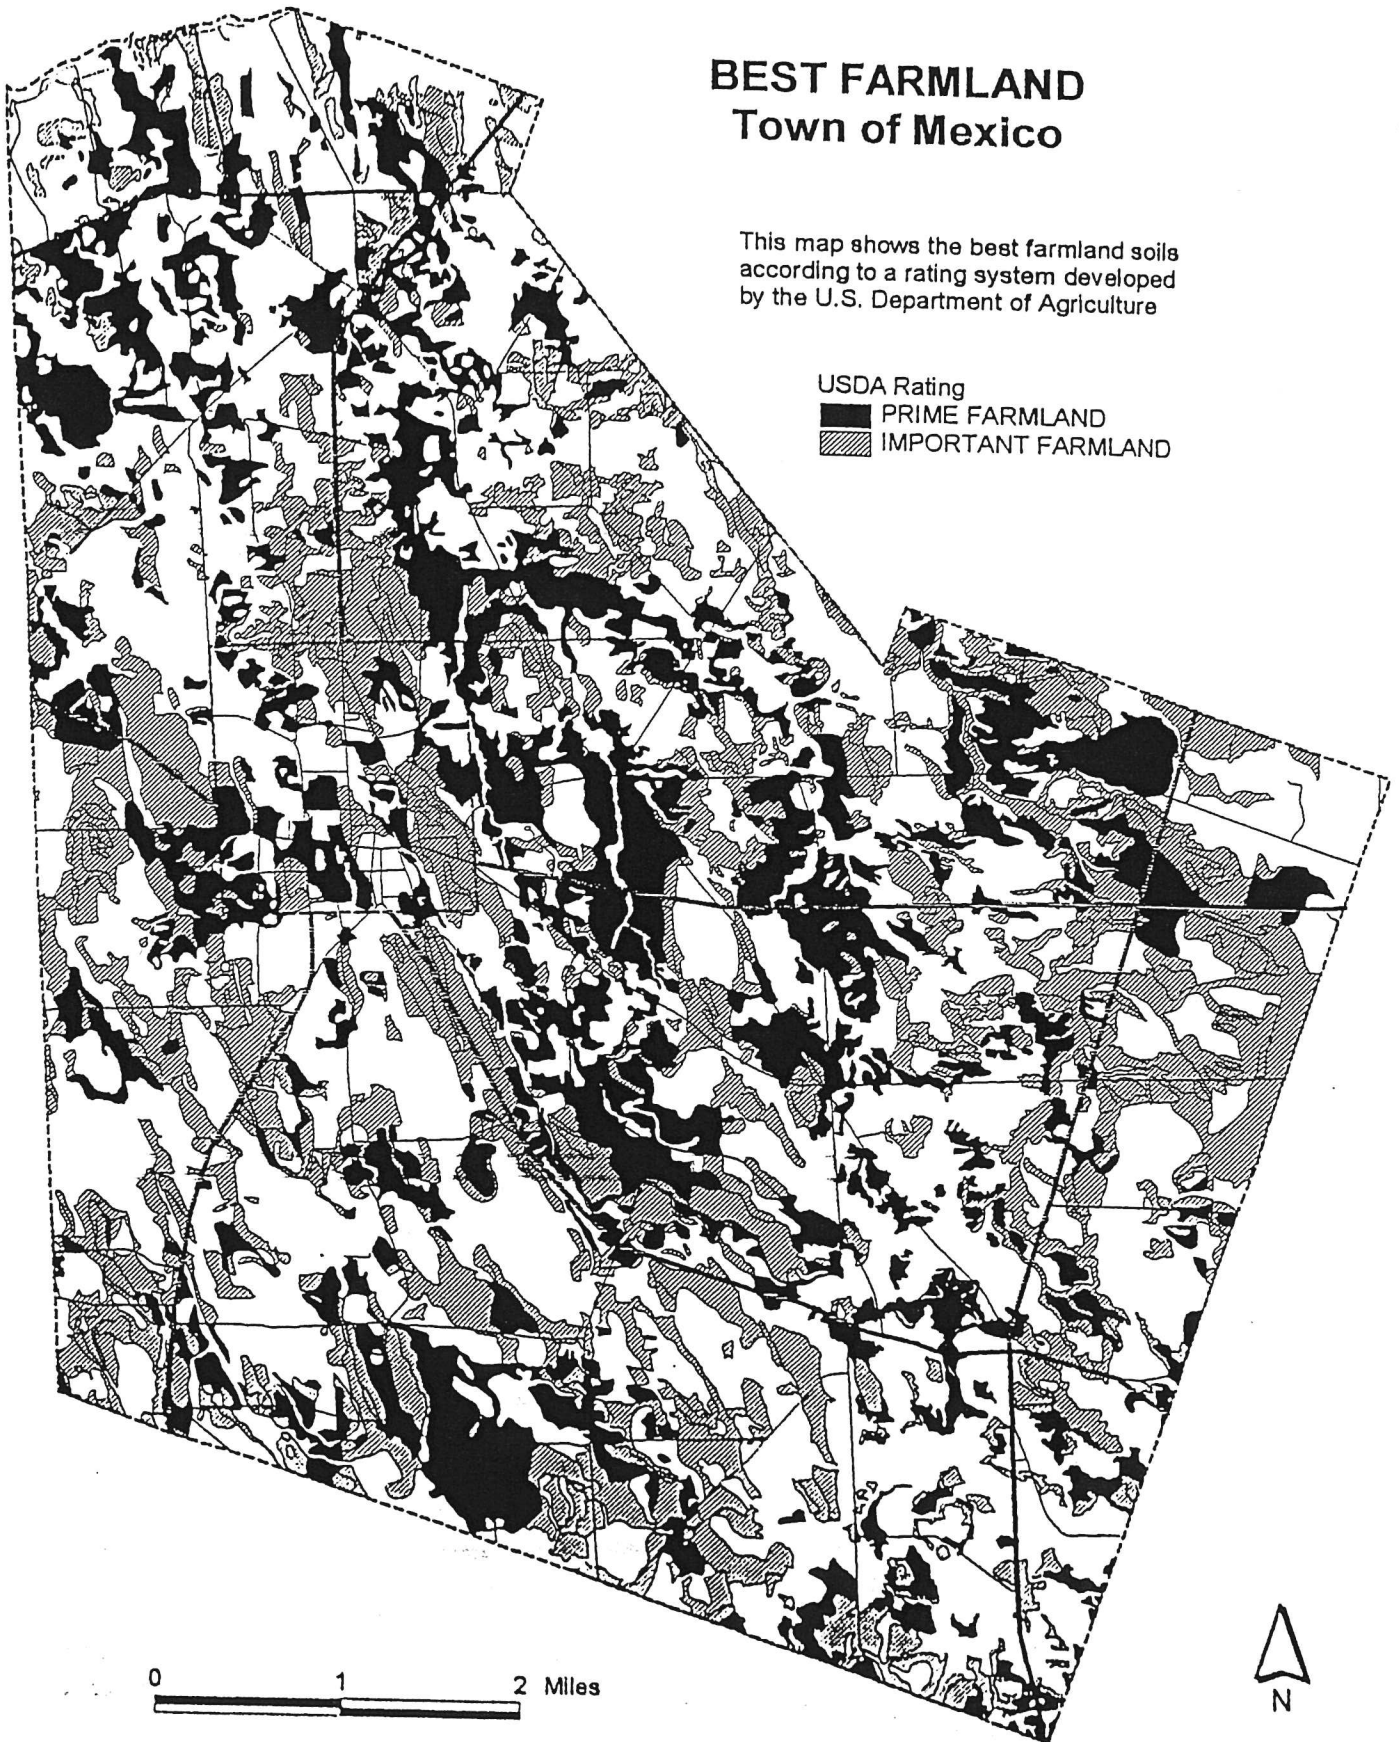 BEST FARMLAND
Town of Mexico
This map shows the best farmland soils
according to a rating system developed
by the U.S. Department of Agriculture
USDA Rating
PRIME FARMLAND
IMPORTANT FARMLAND
0 1 2 Miles
N